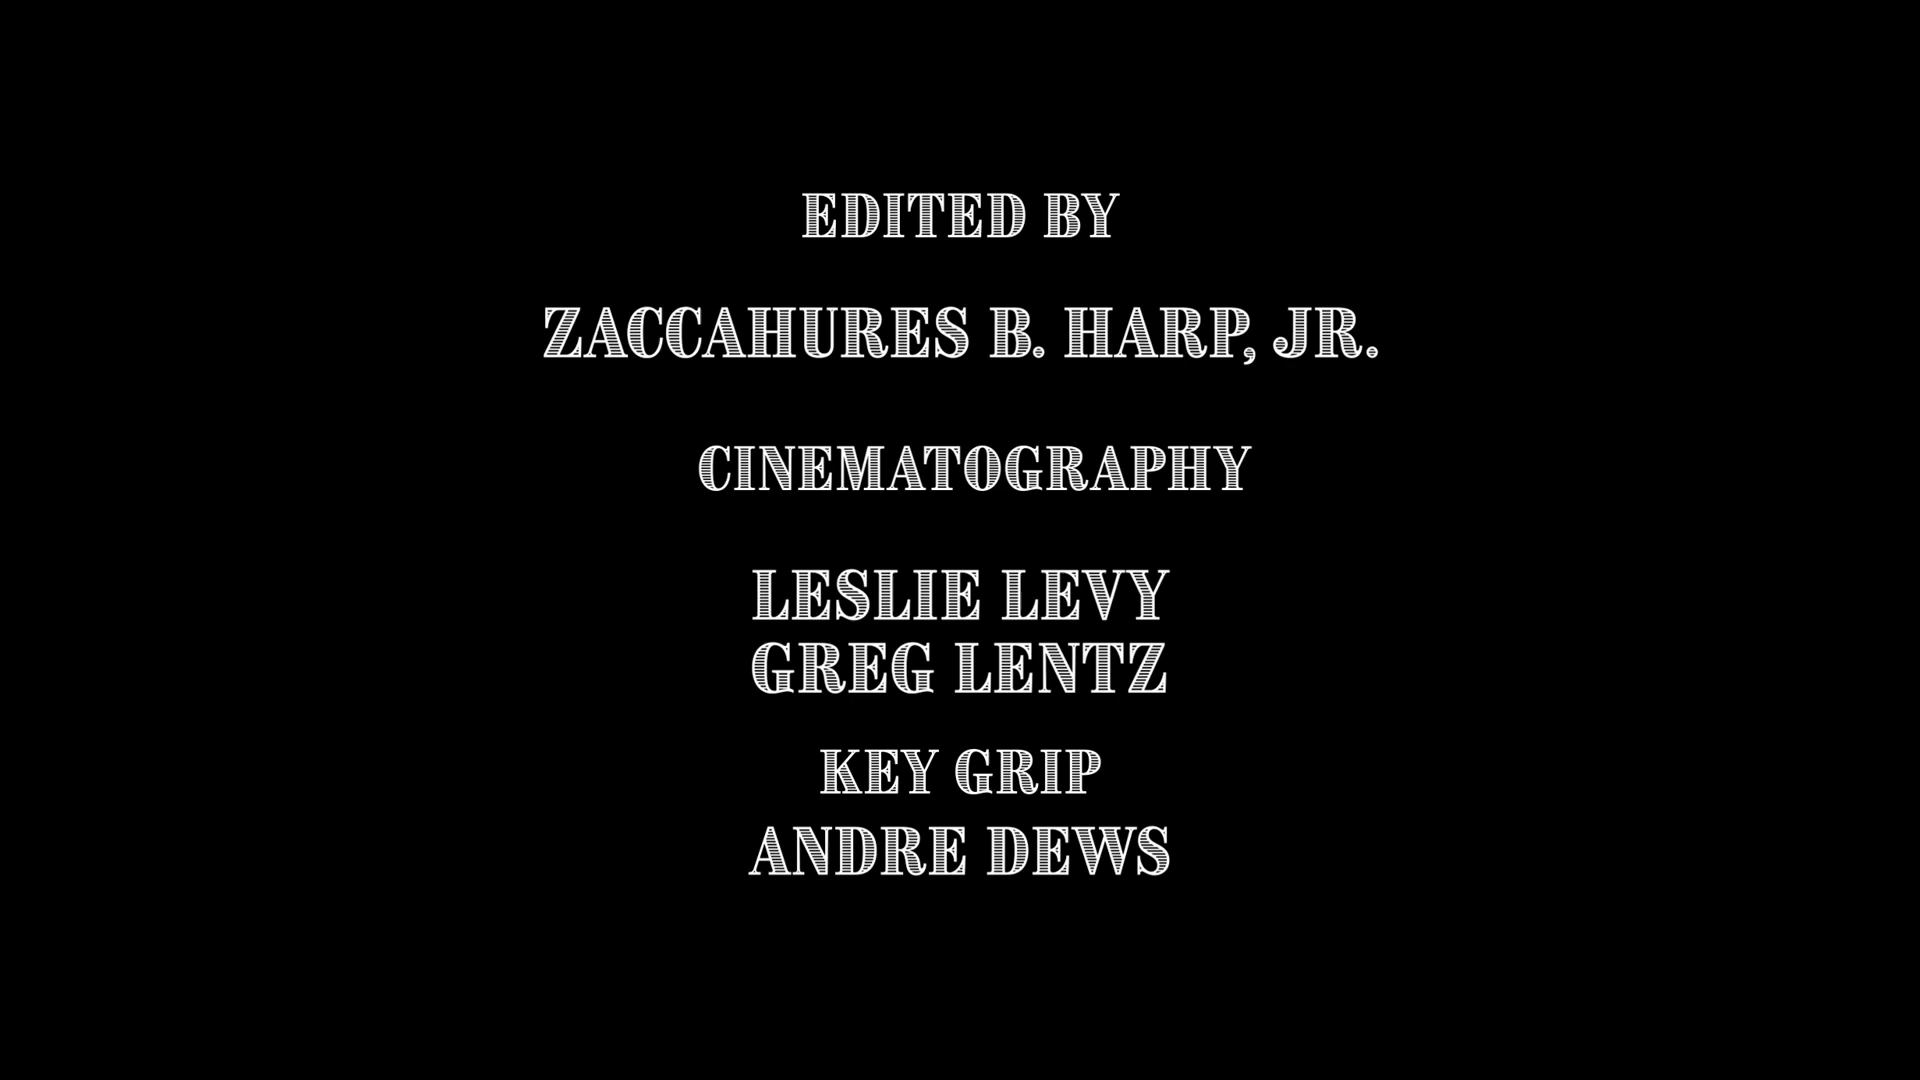 EDITED BY
ZACCAHURES B. HARP, JR.
CINEMATOGRAPHY
LESLIE LEVY
GREG LENTZ
KEY GRIP
ANDRE DEWS